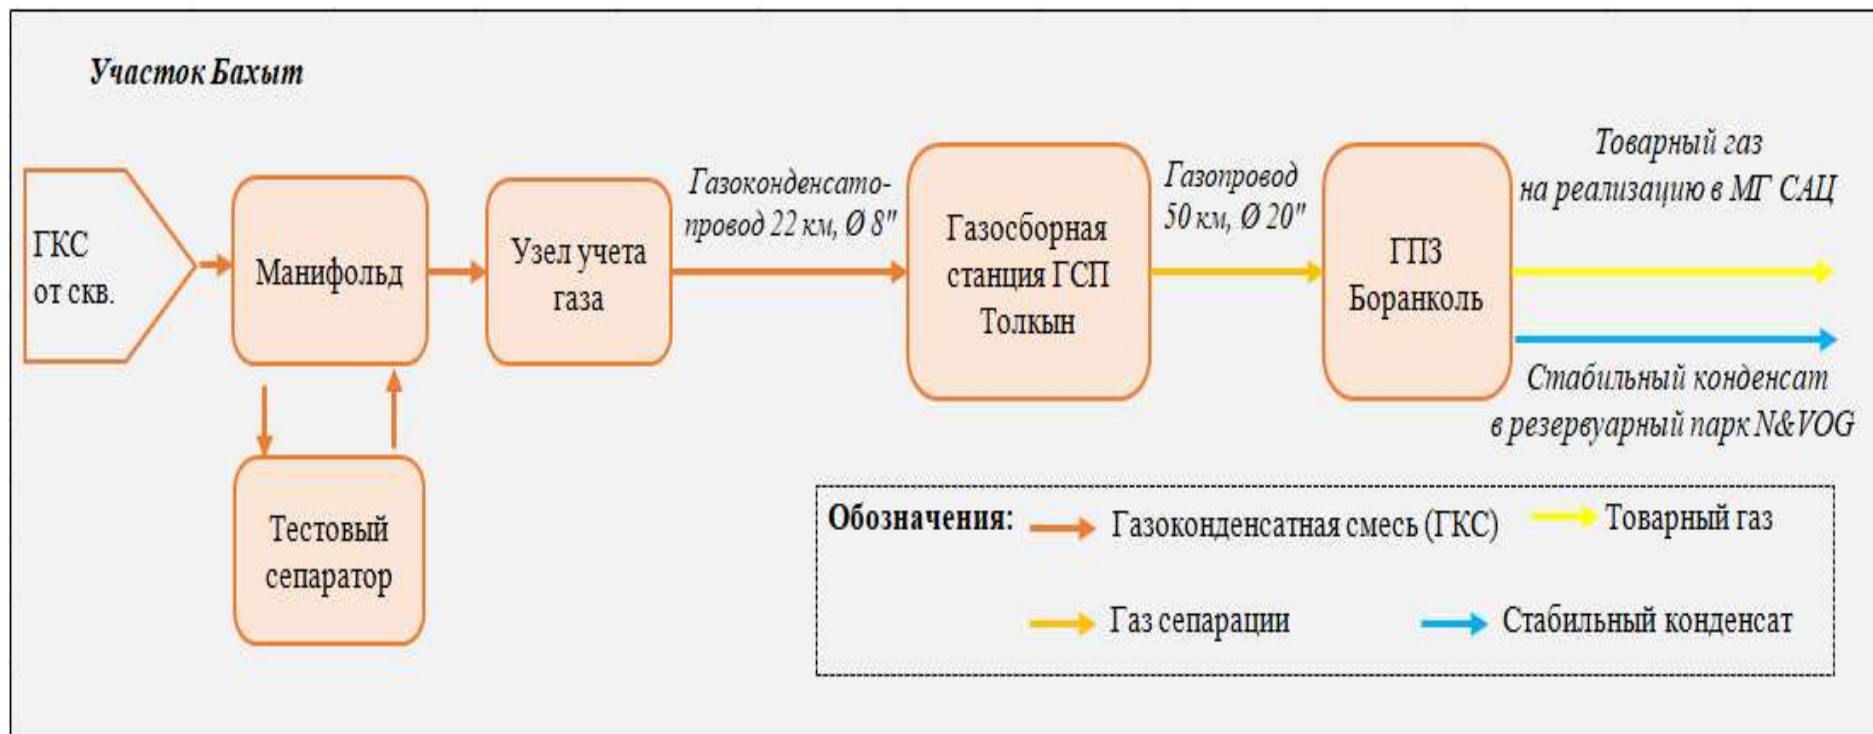 Участок Бахыт
ГКС
от скв.
Манифольд
Тестовый
сепаратор
Узел учета
газа
Газоконденсато-
провод 22 км, Ø 8"
Газосборная
станция ГСП
Толкын
Газопровод
50 км, Ø 20"
ГПЗ
Боранколь
Товарный газ
на реализацию в МГ САЦ
Стабильный конденсат
в резервуарный парк N&VOG
Обозначения:
Газоконденсатная смесь (ГКС)
Товарный газ
Газ сепарации
Стабильный конденсат